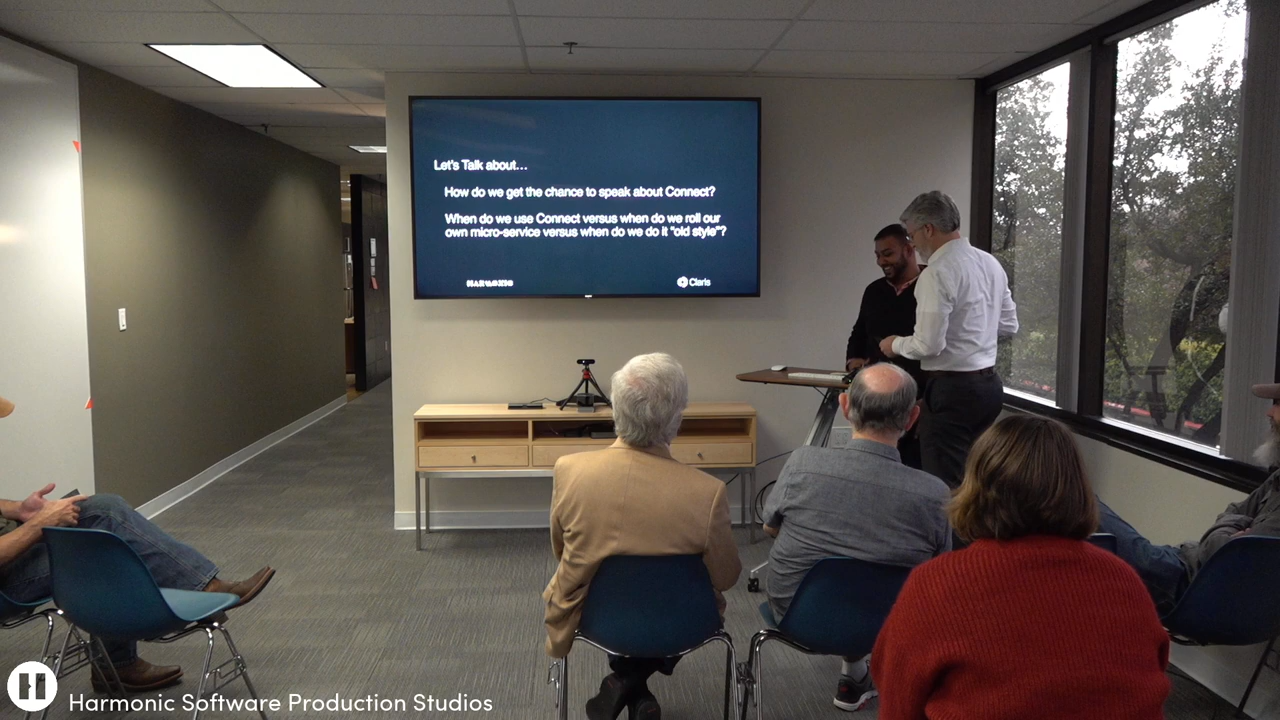 Let's Talk about...
How do we get the chance to speak about Connect?
When do we use Connect versus when do we roll our
own micro-service versus when do we do it "old style"?
HARMONIC
Claris
H
Harmonic Software Production Studios